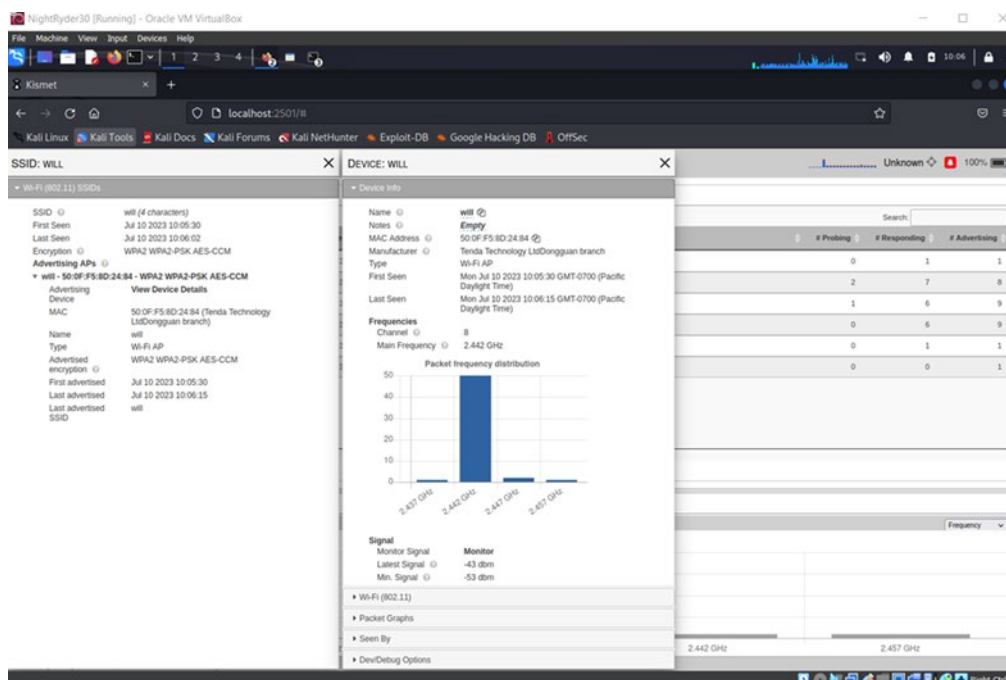 NightRyder30 [Running] - Oracle VM VirtualBox
File Machine View Input Devices Help
1 2 3 4
10:06
Kismet
localhost:2501/#
Kali Linux Kali Tools Kali Docs Kali Forums Kali NetHunter Exploit-DB Google Hacking DB OffSec
SSID: WILL
Wi-Fi (802.11) SSIDs
SSID will (4 characters)
First Seen Jul 10 2023 10:05:30
Last Seen Jul 10 2023 10:06:02
Encryption WPA2 WPA2-PSK AES-CCM
Advertising APs
will - 50:0F:F5:8D:24:84 - WPA2 WPA2-PSK AES-CCM
Advertising Device View Device Details
MAC 50:0F:F5:8D:24:84 (Tenda Technology
LtdDongguan branch)
Name will
Type Wi-Fi AP
Advertised encryption WPA2 WPA2-PSK AES-CCM
First advertised Jul 10 2023 10:05:30
Last advertised Jul 10 2023 10:06:15
Last advertised SSID will
DEVICE: WILL
Device Info
Name will
Notes Empty
MAC Address 50:0F:F5:8D:24:84
Manufacturer Tenda Technology LtdDongguan branch
Type Wi-Fi AP
First Seen Mon Jul 10 2023 10:05:30 GMT-0700 (Pacific
Daylight Time)
Last Seen Mon Jul 10 2023 10:06:15 GMT-0700 (Pacific
Daylight Time)
Frequencies
Channel 8
Main Frequency 2.442 GHz
Packet frequency distribution
50
40
30
20
10
0
2.437 GHz 2.442 GHz 2.447 GHz 2.457 GHz
Signal
Monitor Signal Monitor
Latest Signal -43 dbm
Min. Signal -53 dbm
Wi-Fi (802.11)
Packet Graphs
Seen By
Dev/Debug Options
Unknown 100%
Search:
# Probing # Responding # Advertising
0 1 1
2 7 8
1 6 9
0 6 9
0 1 1
0 0 1
Frequency
2.442 GHz 2.457 GHz